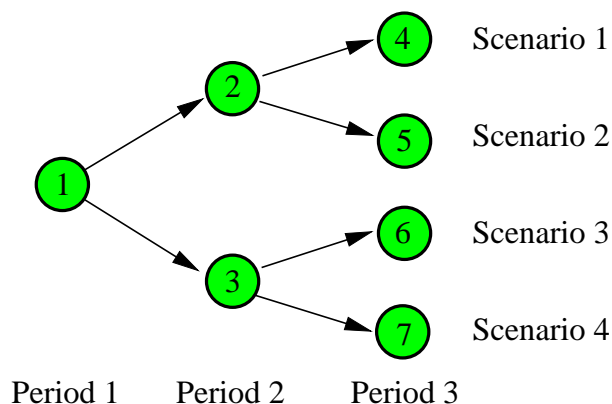 4 Scenario 1
2
5 Scenario 2
1
6 Scenario 3
3
7 Scenario 4
Period 1 Period 2 Period 3